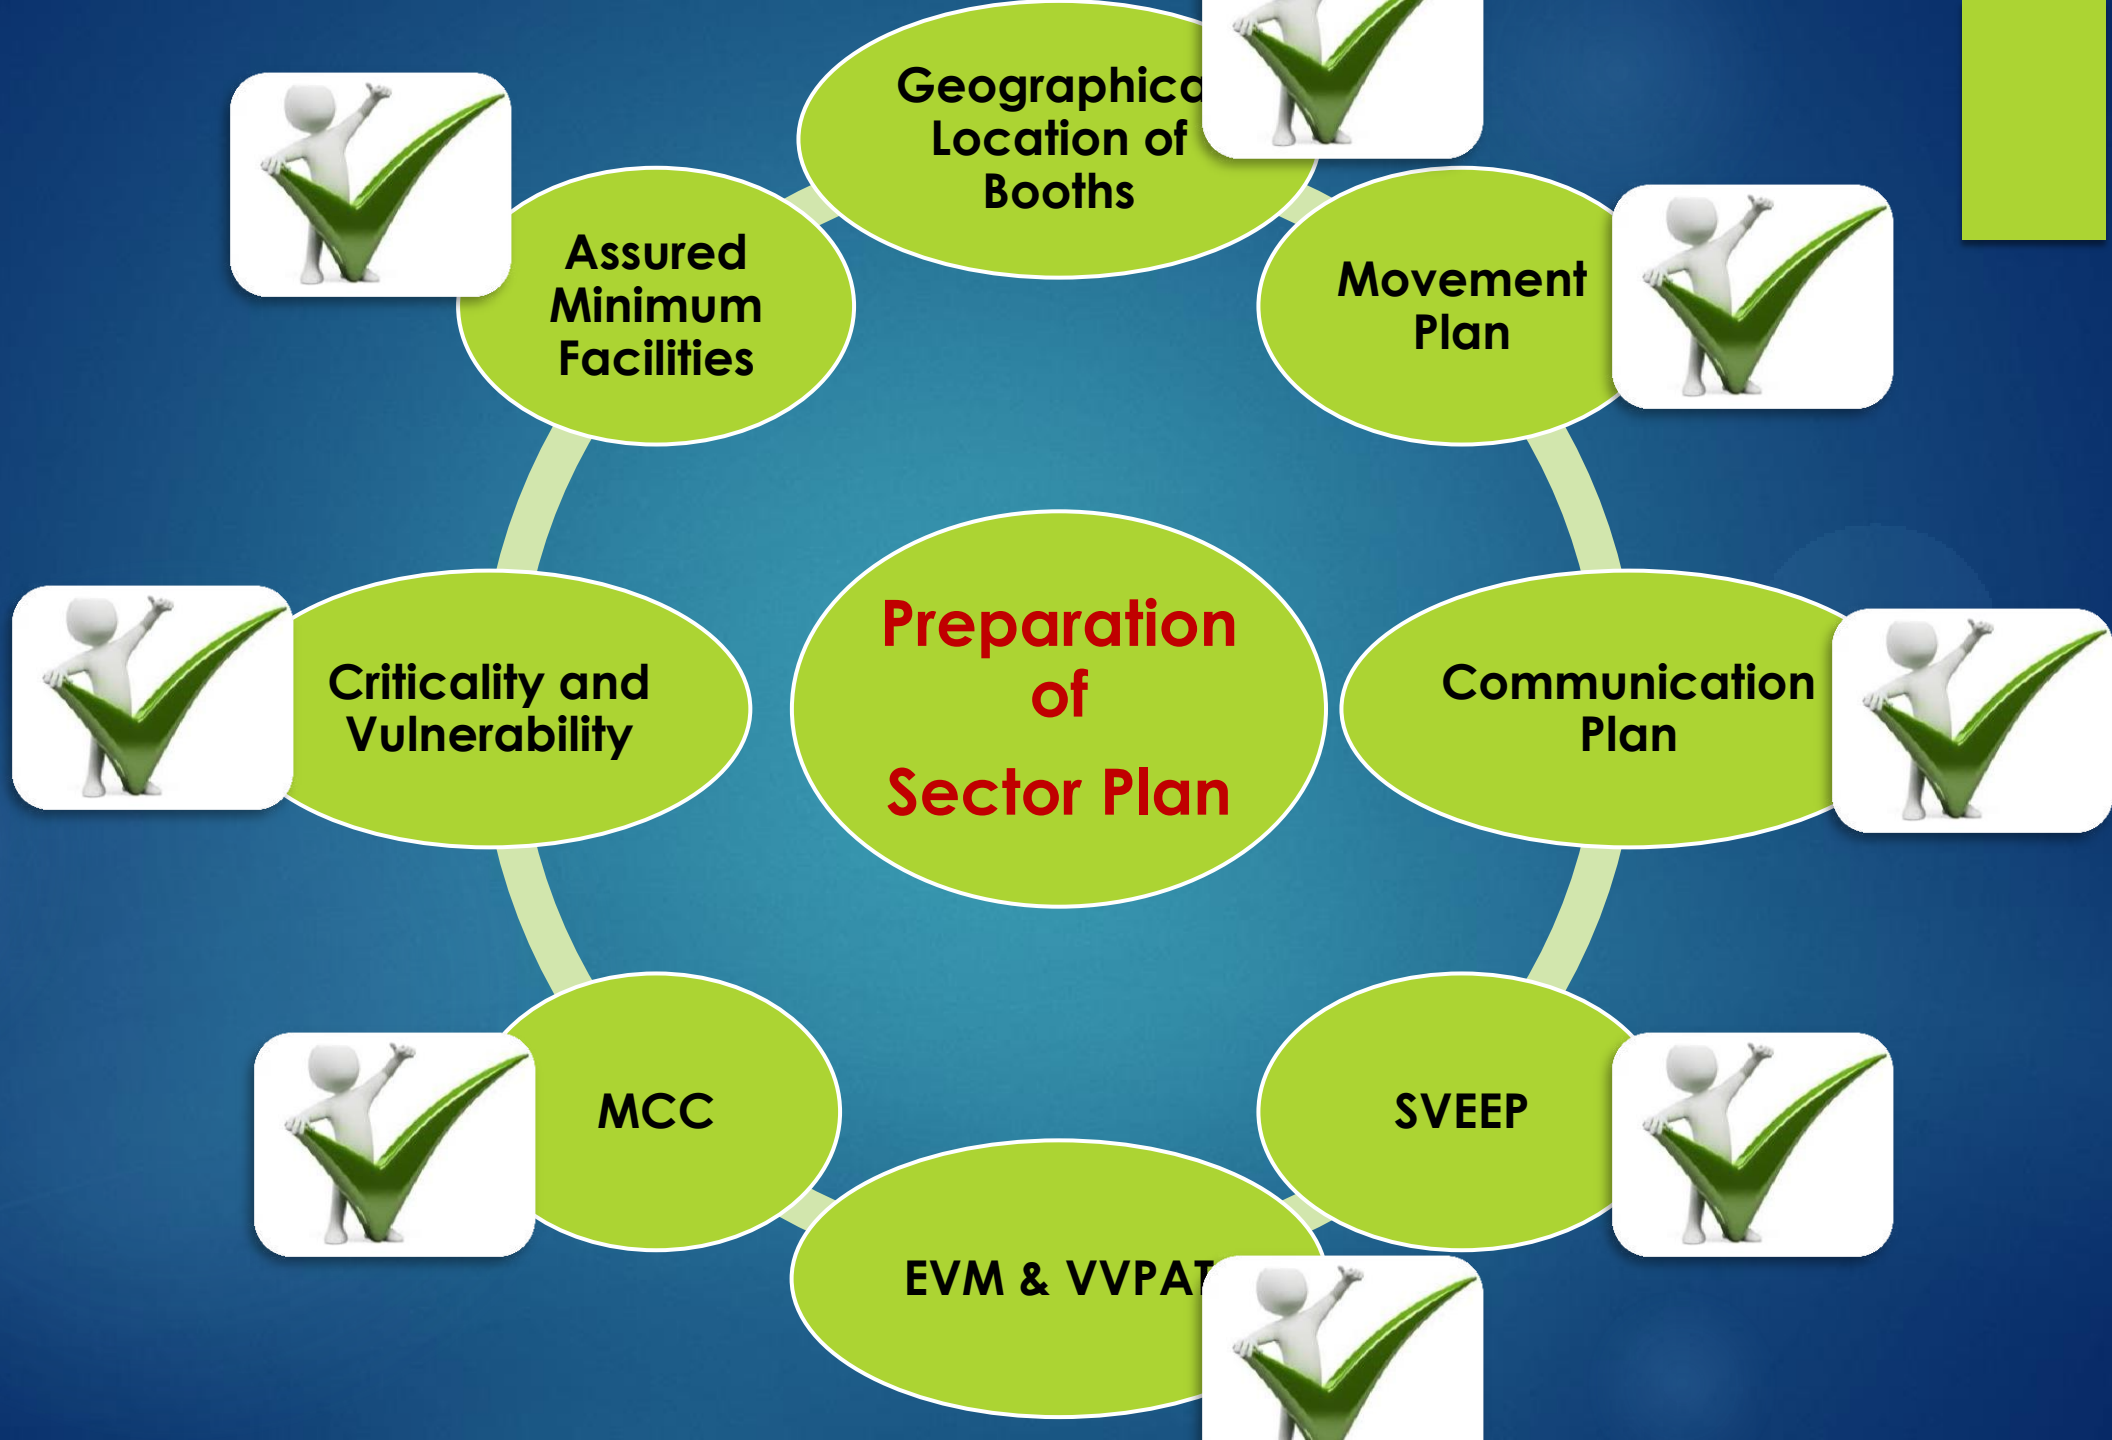 Geographica
Location of
Booths
Movement
Plan
Communication
Plan
SVEEP
EVM & VVPAT
MCC
Criticality and
Vulnerability
Assured
Minimum
Facilities
Preparation
of
Sector Plan